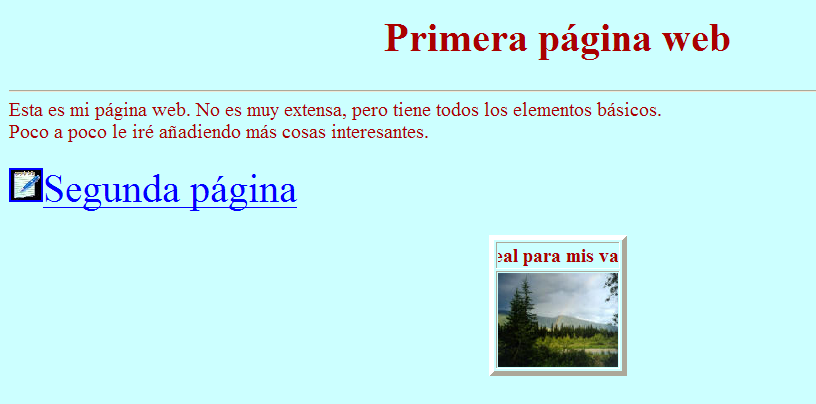 Primera página web
Esta es mi página web. No es muy extensa, pero tiene todos los elementos básicos.
Poco a poco le iré añadiendo más cosas interesantes.
Segunda página
eal para mis va